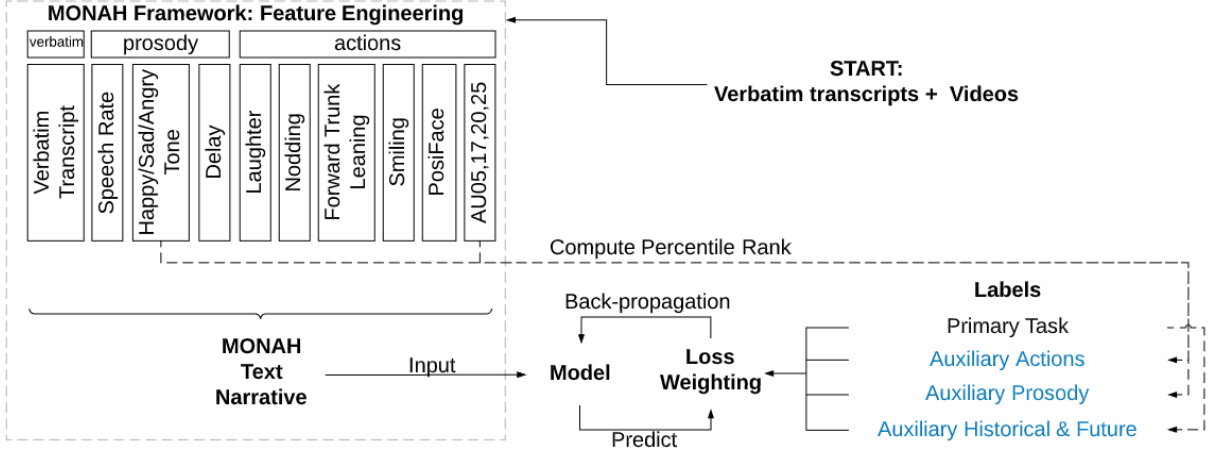 MONAH Framework: Feature Engineering
verbatim
prosody
actions
Verbatim
Transcript
Speech Rate
Happy/Sad/Angry
Tone
Delay
Laughter
Nodding
Forward Trunk
Leaning
Smiling
PosiFace
AU05,17,20,25
START:
Verbatim transcripts + Videos
Compute Percentile Rank
MONAH
Text
Narrative
Input
Back-propagation
Model
Loss
Weighting
Predict
Labels
Primary Task
Auxiliary Actions
Auxiliary Prosody
Auxiliary Historical & Future